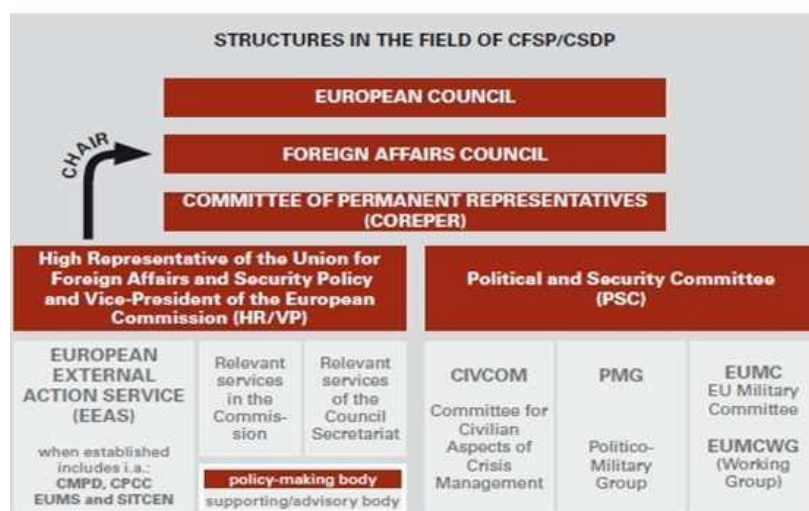 STRUCTURES IN THE FIELD OF CFSP/CSDP
EUROPEAN COUNCIL
CHAIR
FOREIGN AFFAIRS COUNCIL
COMMITTEE OF PERMANENT REPRESENTATIVES
(COREPER)
High Representative of the Union for
Foreign Affairs and Security Policy
and Vice-President of the European
Commission (HR/VP)
Political and Security Committee
(PSC)
EUROPEAN
EXTERNAL
ACTION SERVICE
(EEAS)
when established
includes i.a.:
CMPD, CPCC
EUMS and SITCEN
Relevant
services
in the
Commis-
sion
Relevant
services
of the
Council
Secretariat
policy-making body
supporting/advisory body
CIVCOM
Committee for
Civilian
Aspects of
Crisis
Management
PMG
Politico-
Military
Group
EUMC
EU Military
Committee
EUMCWG
(Working
Group)